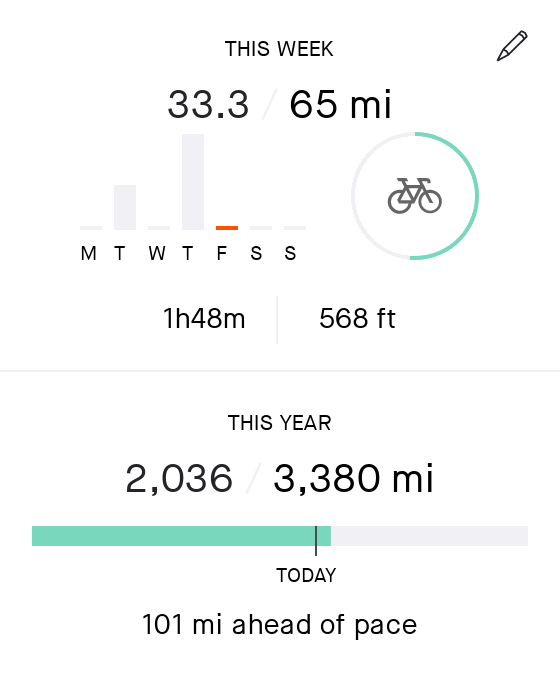 THIS WEEK
33.3 / 65 mi
M T W T F S S
1h48m 568 ft
THIS YEAR
2,036 / 3,380 mi
TODAY
101 mi ahead of pace